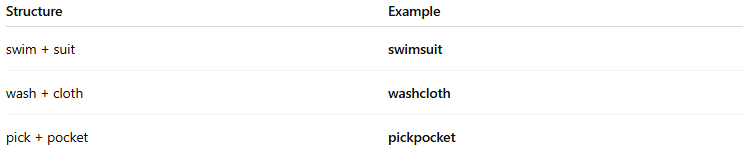 Structure Example
swim + suit swimsuit
wash + cloth washcloth
pick + pocket pickpocket